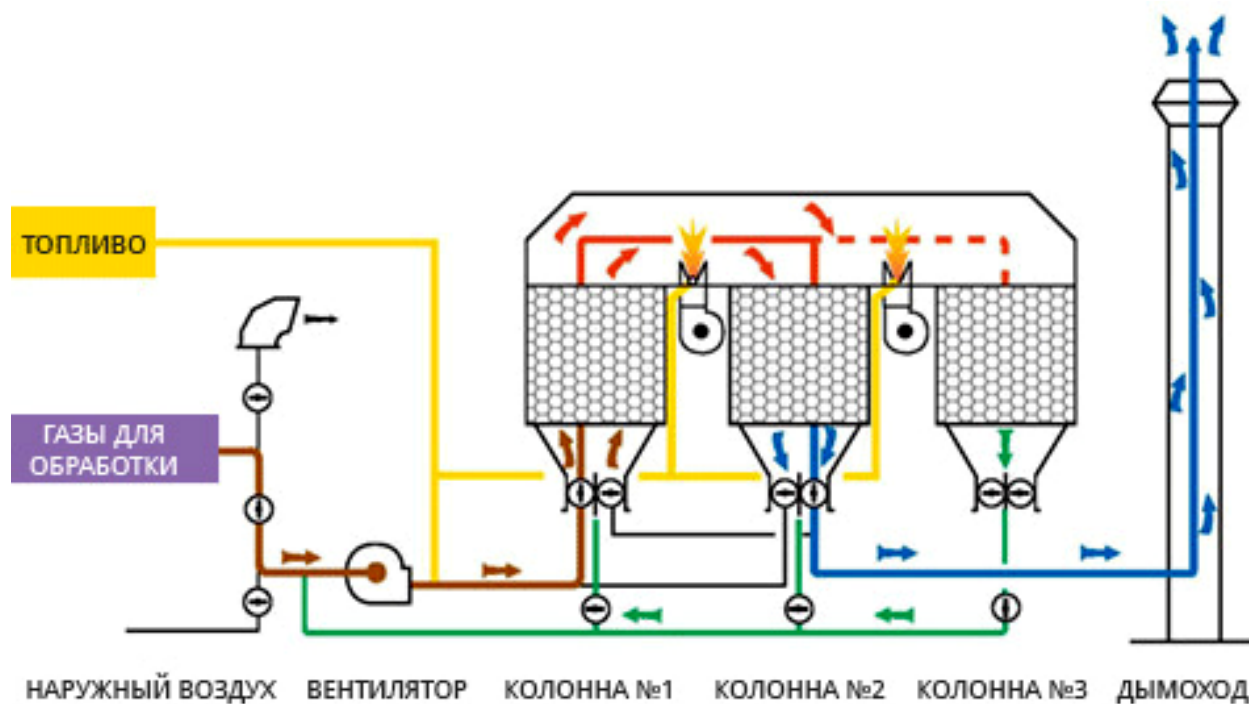 ТОПЛИВО
ГАЗЫ ДЛЯ
ОБРАБОТКИ
НАРУЖНЫЙ ВОЗДУХ
ВЕНТИЛЯТОР
КОЛОННА №1
КОЛОННА №2
КОЛОННА №3
ДЫМОХОД